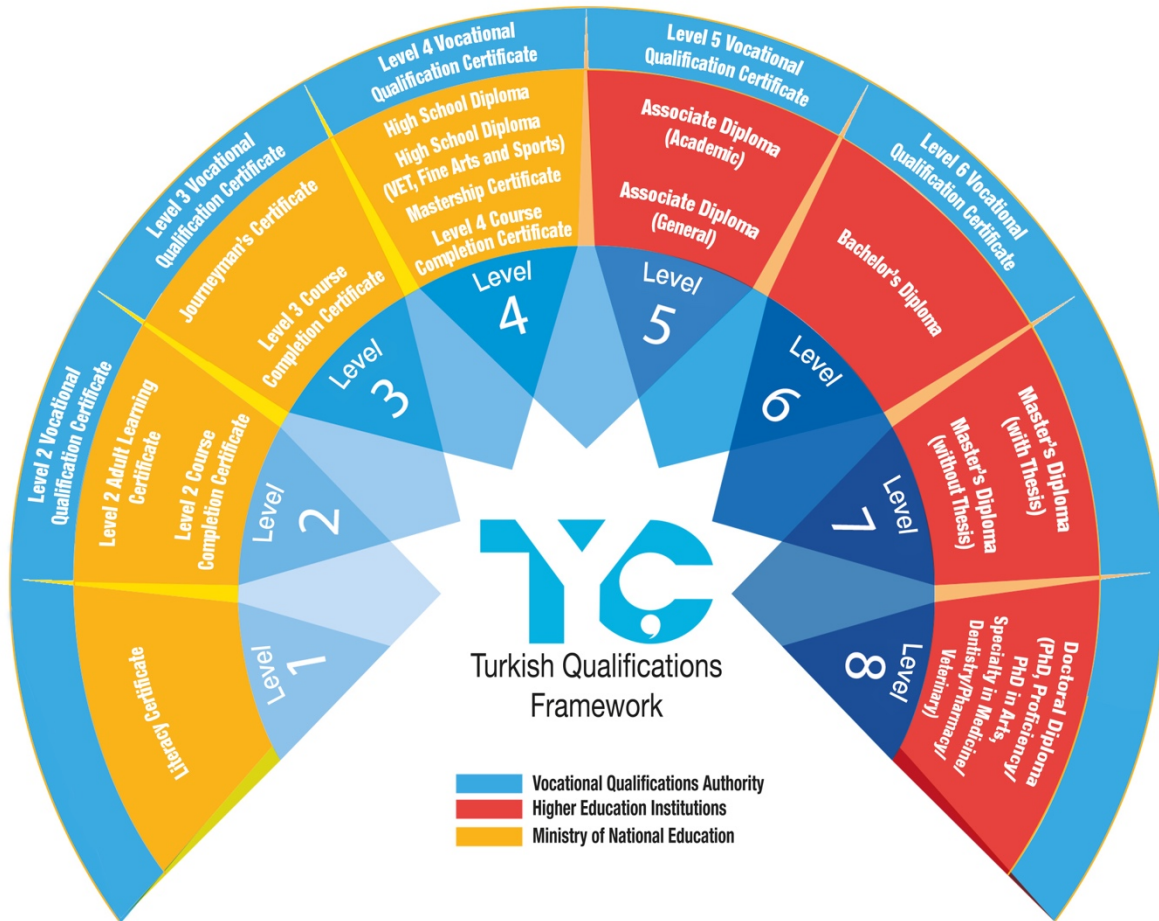 Level 2 Vocational
Qualification Certificate
Level 3 Vocational
Qualification Certificate
Level 4 Vocational
Qualification Certificate
Level 5 Vocational
Qualification Certificate
Level 6 Vocational
Qualification Certificate
Literacy Certificate
Level 2 Adult Learning
Certificate
Level 2 Course
Completion Certificate
Journeyman's Certificate
Level 3 Course
Completion Certificate
High School Diploma
High School Diploma
(VET, Fine Arts and Sports)
Mastership Certificate
Level 4 Course
Completion Certificate
Associate Diploma
(Academic)
Associate Diploma
(General)
Bachelor's Diploma
Master's Diploma
(with Thesis)
Master's Diploma
(without Thesis)
Doctoral Diploma
(PhD, Proficiency/
PhD in Arts,
Speciality in Medicine/
Dentistry/Pharmacy/
Veterinary)
Level
1
Level
2
Level
3
Level
4
Level
5
Level
6
Level
7
Level
8
TYÇ
Turkish Qualifications
Framework
Vocational Qualifications Authority
Higher Education Institutions
Ministry of National Education